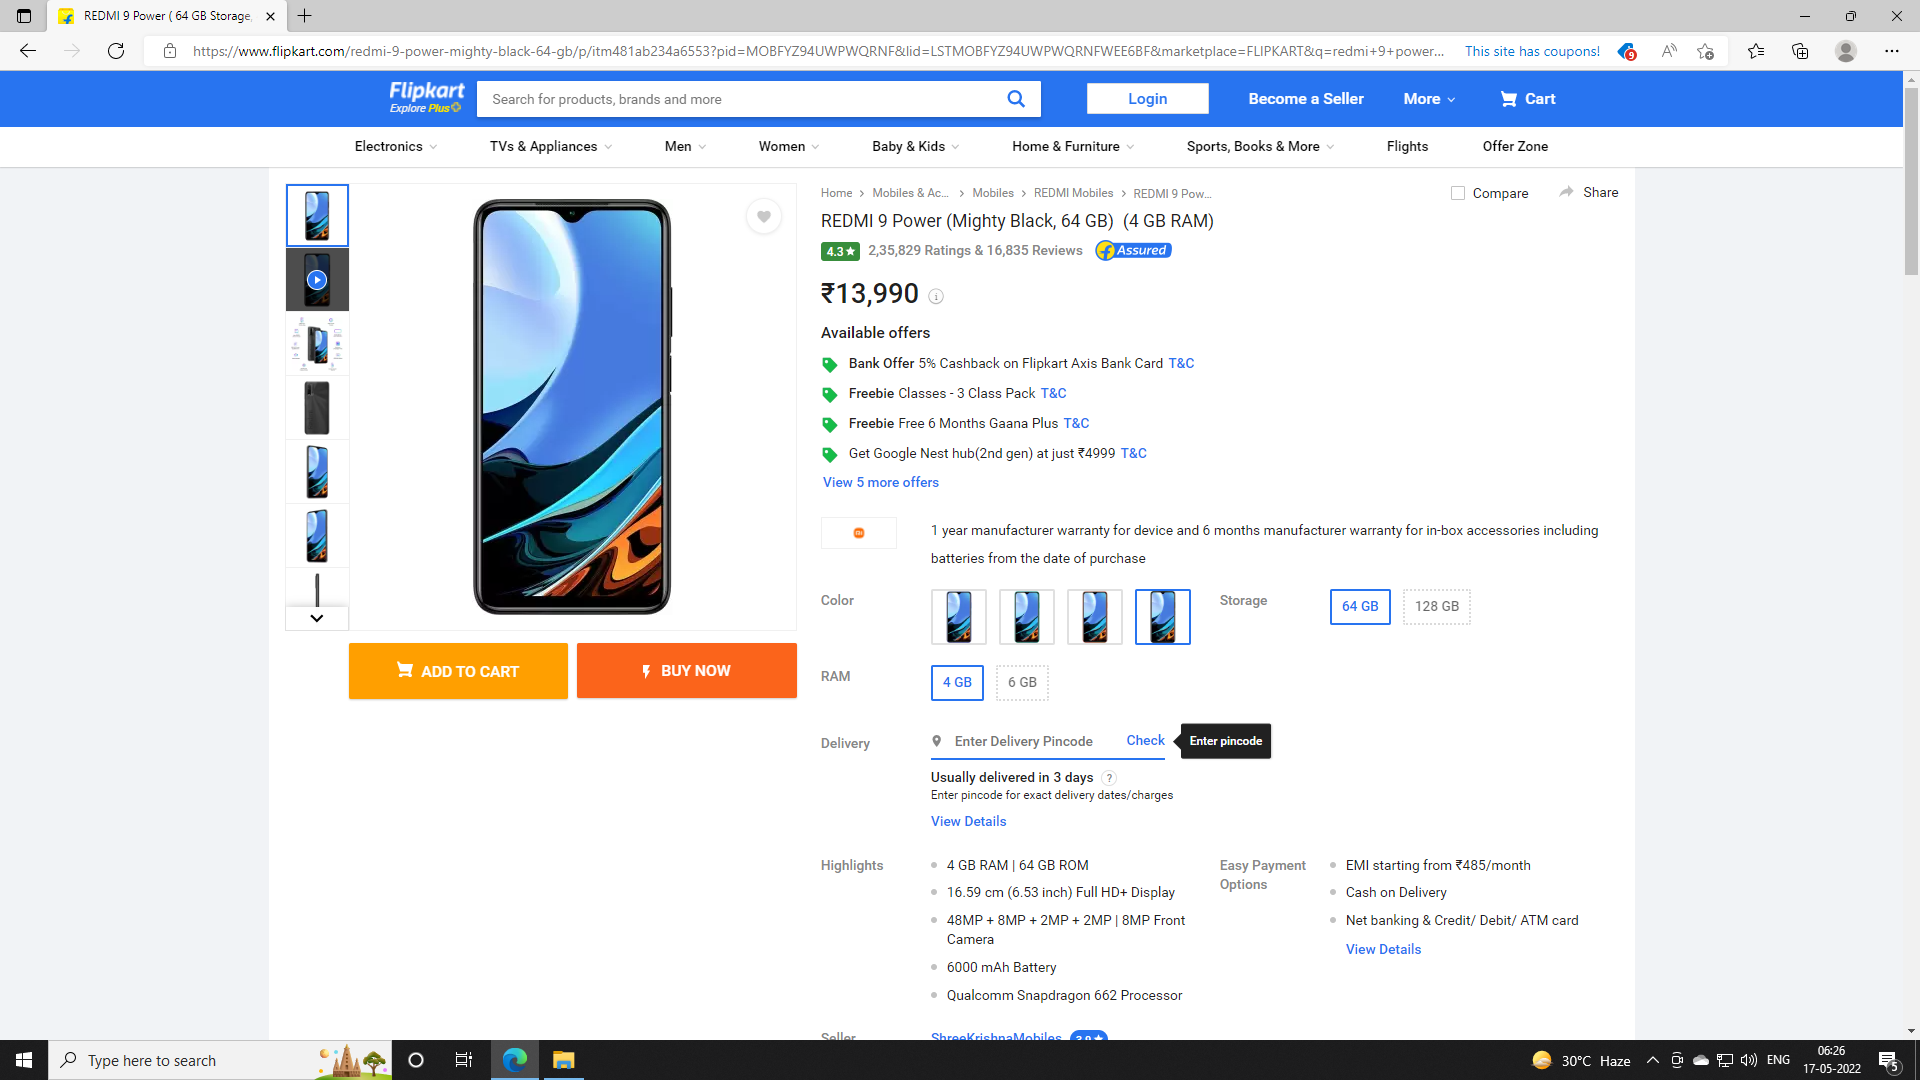 REDMI 9 Power ( 64 GB Storage,
https://www.flipkart.com/redmi-9-power-mighty-black-64-gb/p/itm481ab234a6553?pid=MOBFYZ94UWPWQRNF&lid=LSTMOBFYZ94UWPWQRNFWEE6BF&marketplace=FLIPKART&q=redmi+9+power... This site has coupons! 9
Flipkart
Explore Plus
Search for products, brands and more
Login
Become a Seller
More
Cart
Electronics TVs & Appliances Men Women Baby & Kids Home & Furniture Sports, Books & More Flights Offer Zone
Home > Mobiles & Ac... > Mobiles > REDMI Mobiles > REDMI 9 Pow...
Compare Share
REDMI 9 Power (Mighty Black, 64 GB) (4 GB RAM)
4.3★ 2,35,829 Ratings & 16,835 Reviews Assured
₹13,990
Available offers
Bank Offer 5% Cashback on Flipkart Axis Bank Card T&C
Freebie Classes - 3 Class Pack T&C
Freebie Free 6 Months Gaana Plus T&C
Get Google Nest hub(2nd gen) at just ₹4999 T&C
View 5 more offers
1 year manufacturer warranty for device and 6 months manufacturer warranty for in-box accessories including
batteries from the date of purchase
Color
Storage 64 GB 128 GB
ADD TO CART
BUY NOW
RAM 4 GB 6 GB
Delivery Enter Delivery Pincode Check Enter pincode
Usually delivered in 3 days ?
Enter pincode for exact delivery dates/charges
View Details
Highlights
4 GB RAM | 64 GB ROM
16.59 cm (6.53 inch) Full HD+ Display
48MP + 8MP + 2MP + 2MP | 8MP Front
Camera
6000 mAh Battery
Qualcomm Snapdragon 662 Processor
Easy Payment
Options
EMI starting from ₹485/month
Cash on Delivery
Net banking & Credit/ Debit/ ATM card
View Details
Seller ShreeKrishnaMobiles 3.9★
Type here to search
30°C Haze
ENG
06:26
17-05-2022
5